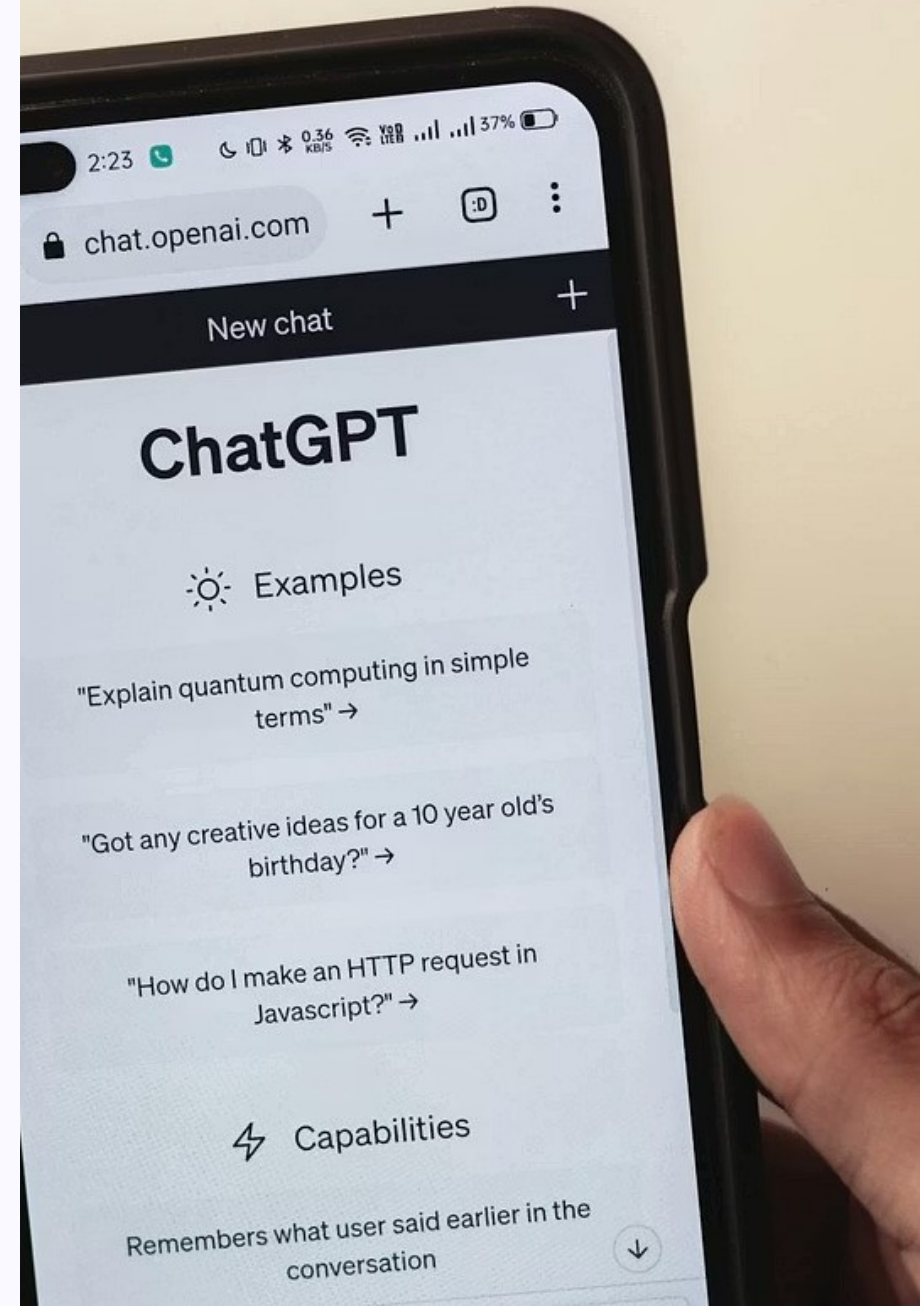 2:23 0.36 KB/S Vo LTE 37%
chat.openai.com :D
New chat
ChatGPT
Examples
"Explain quantum computing in simple
terms" →
"Got any creative ideas for a 10 year old's
birthday?" →
"How do I make an HTTP request in
Javascript?" →
Capabilities
Remembers what user said earlier in the
conversation